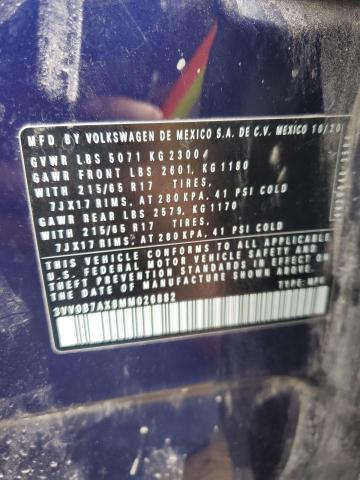 MFD. BY VOLKSWAGEN DE MEXICO S.A. DE C.V. MEXICO 10/20
GVWR LBS 5071 KG 2300
GAWR FRONT LBS 2601, KG 1180
WITH 215/65 R17 TIRES.
7JX17 RIMS, AT 280 KPA, 41 PSI COLD
GAWR REAR LBS 2579, KG 1170
WITH 215/65 R17 TIRES.
7JX17 RIMS, AT 280 KPA, 41 PSI COLD
THIS VEHICLE CONFORMS TO ALL APPLICABLE
U.S. FEDERAL MOTOR VEHICLE SAFETY AND
THEFT PREVENTION STANDARDS IN EFFECT ON
THE DATE OF MANUFACTURE SHOWN ABOVE.
3VV0B7AX8MM026882 TYPE: